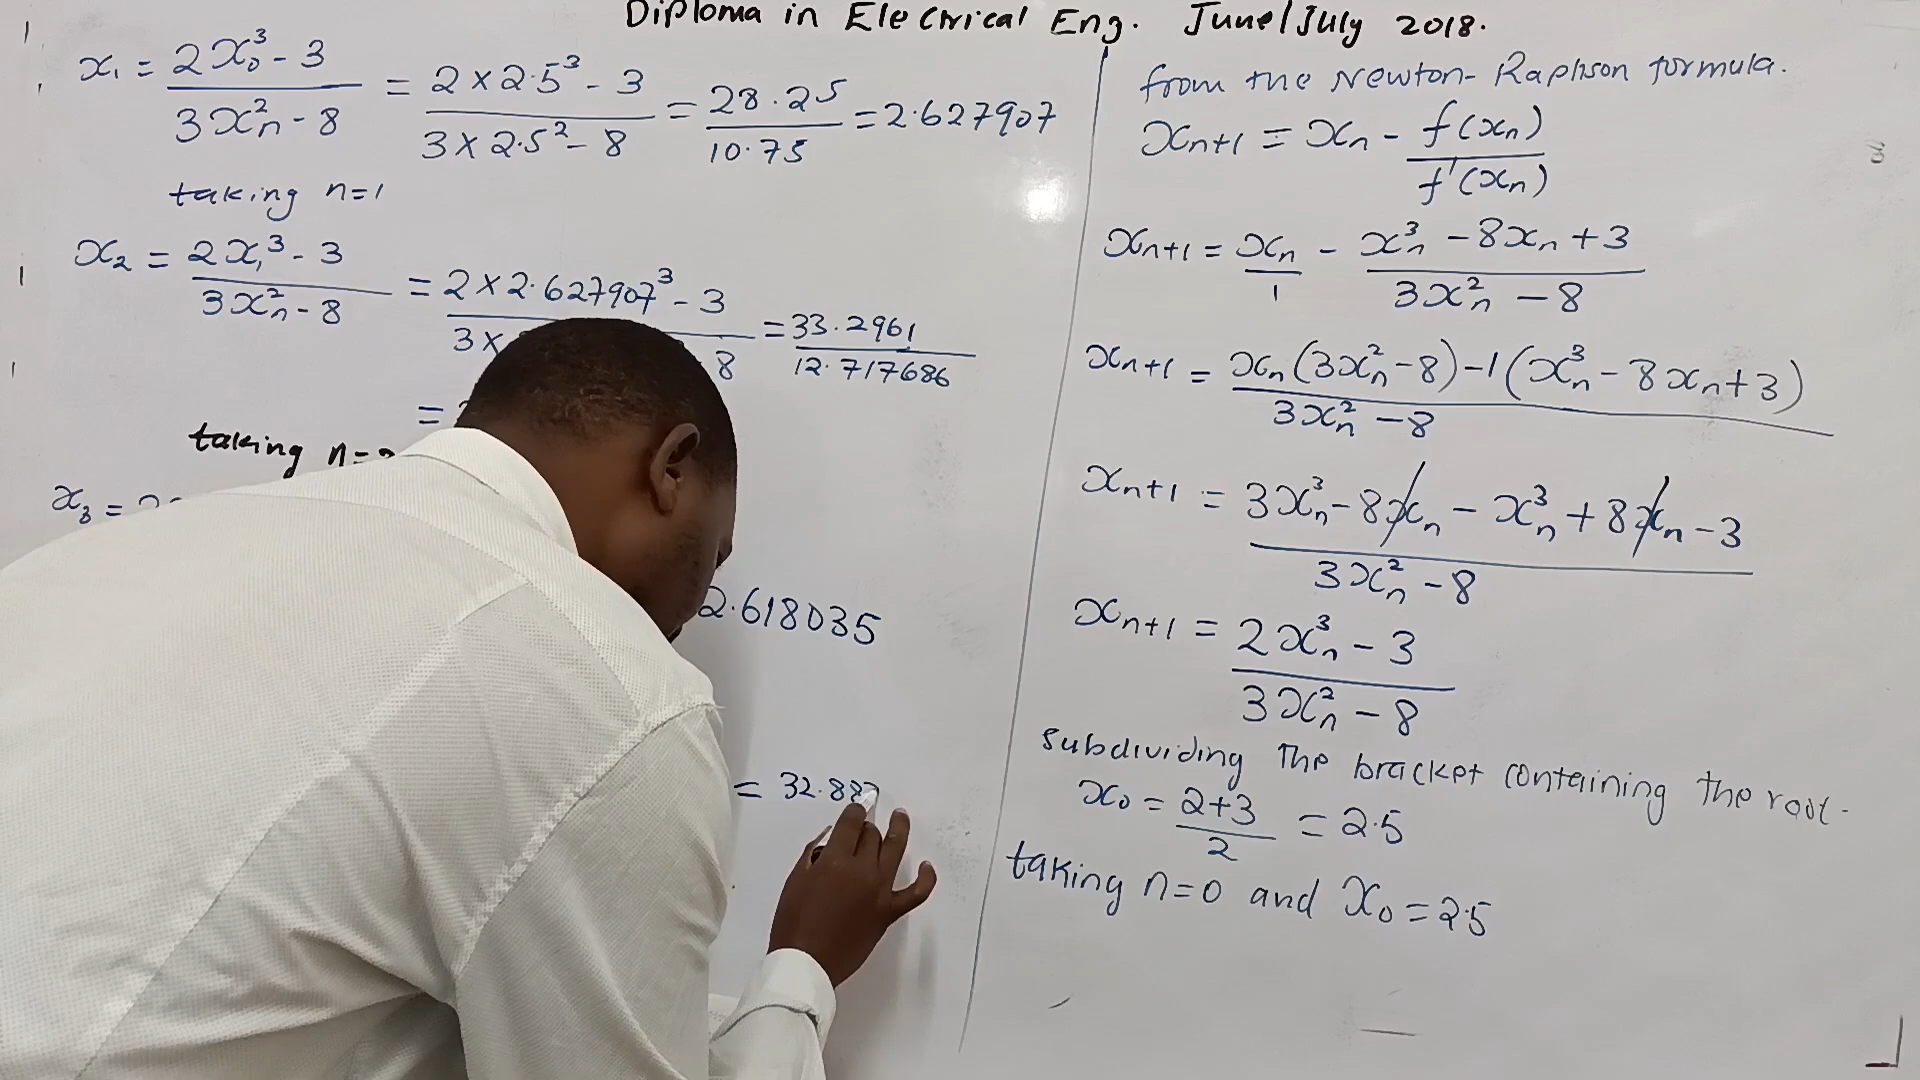 Diploma in Electrical Eng. June/July 2018.
x₁ = (2x₀³ - 3)/(3xₙ² - 8) = (2 × 2.5³ - 3)/(3 × 2.5² - 8) = 28.25/10.75 = 2.627907
taking n=1
x₂ = (2x₁³ - 3)/(3xₙ² - 8) = (2 × 2.627907³ - 3)/(3 × 8) = 33.2961/12.717686
=
taking n=
x₃ =
2.618035
= 32.887
from the Newton-Raphson formula.
xₙ₊₁ = xₙ - f(xₙ)/f'(xₙ)
xₙ₊₁ = xₙ/1 - (xₙ³ - 8xₙ + 3)/(3xₙ² - 8)
xₙ₊₁ = (xₙ(3xₙ² - 8) - 1(xₙ³ - 8xₙ + 3))/(3xₙ² - 8)
xₙ₊₁ = (3xₙ³ - 8xₙ - xₙ³ + 8xₙ - 3)/(3xₙ² - 8)
xₙ₊₁ = (2xₙ³ - 3)/(3xₙ² - 8)
subdividing the bracket containing the root.
x₀ = (2+3)/2 = 2.5
taking n=0 and x₀ = 2.5